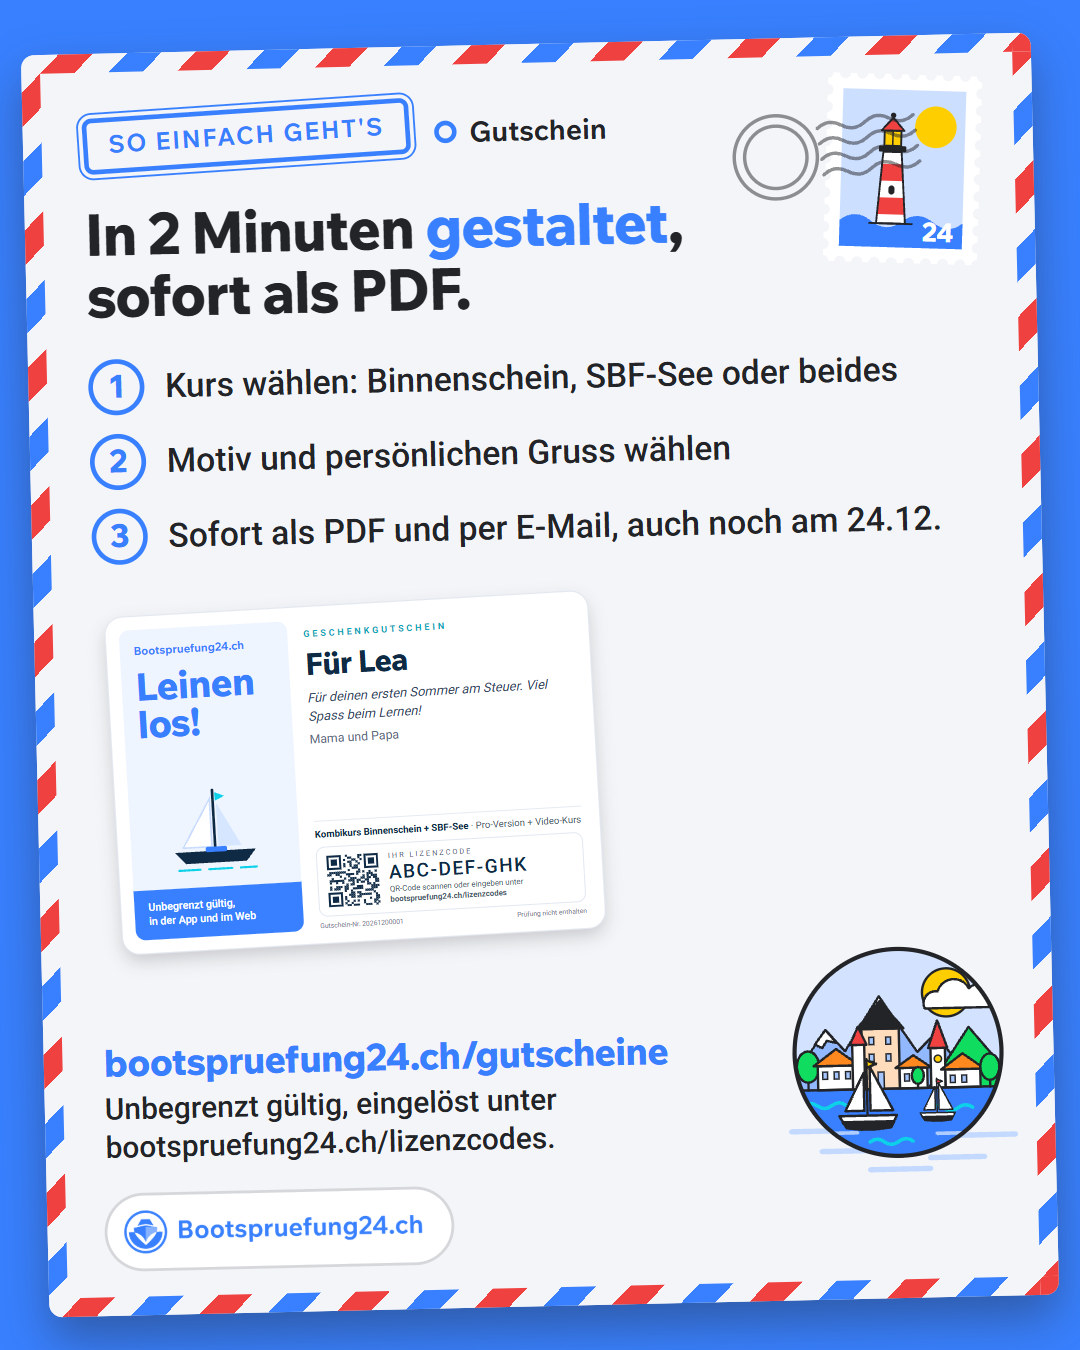 SO EINFACH GEHT'S
Gutschein
24
In 2 Minuten gestaltet,
sofort als PDF.
1 Kurs wählen: Binnenschein, SBF-See oder beides
2 Motiv und persönlichen Gruss wählen
3 Sofort als PDF und per E-Mail, auch noch am 24.12.
Bootspruefung24.ch
Leinen
los!
Unbegrenzt gültig,
in der App und im Web
GESCHENKGUTSCHEIN
Für Lea
Für deinen ersten Sommer am Steuer. Viel
Spass beim Lernen!
Mama und Papa
Kombikurs Binnenschein + SBF-See · Pro-Version + Video-Kurs
IHR LIZENZCODE
ABC-DEF-GHK
QR-Code scannen oder eingeben unter
bootspruefung24.ch/lizenzcodes
Gutschein-Nr. 20261200001
Prüfung nicht enthalten
bootspruefung24.ch/gutscheine
Unbegrenzt gültig, eingelöst unter
bootspruefung24.ch/lizenzcodes.
Bootspruefung24.ch